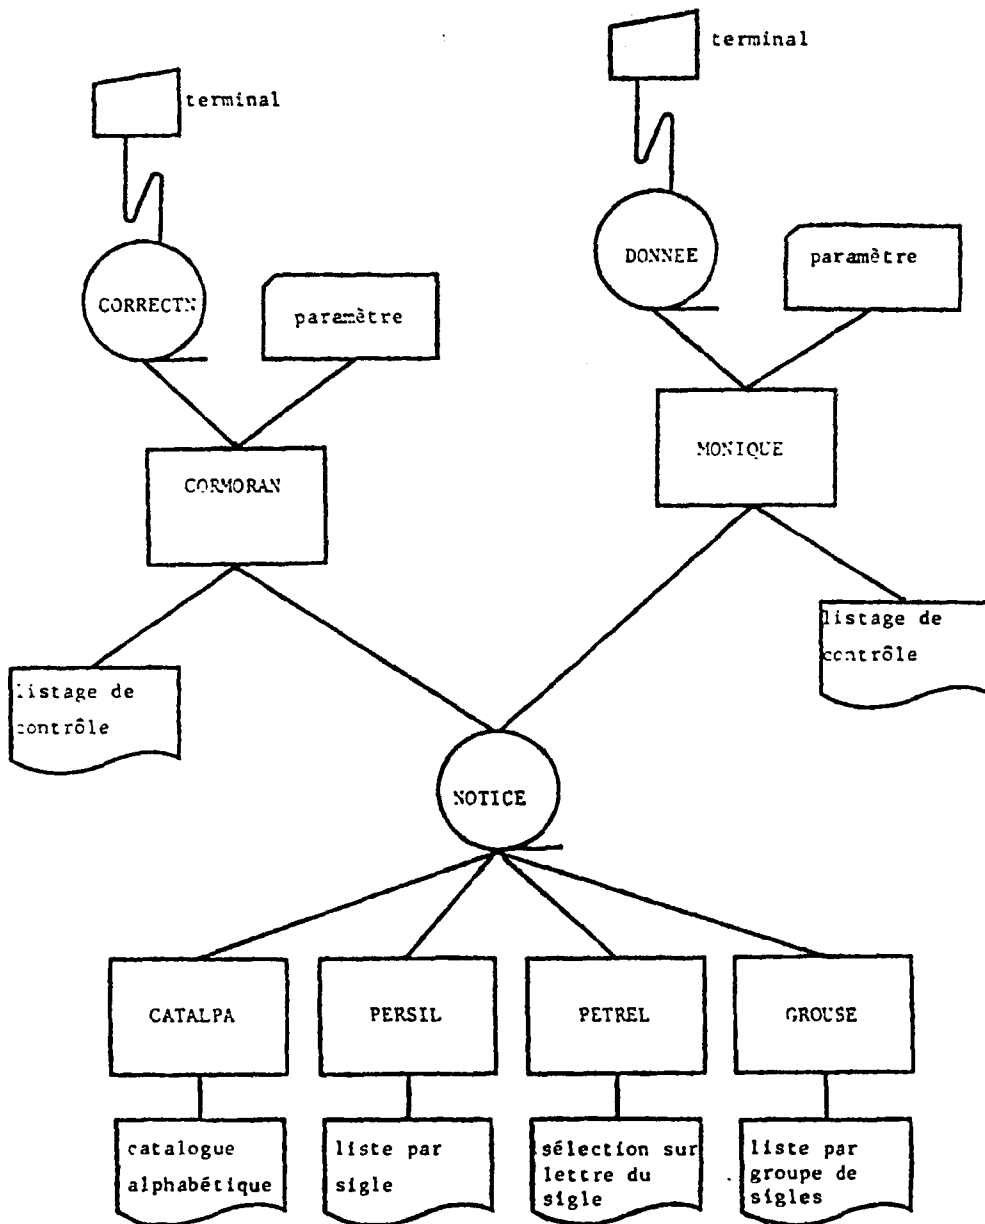 terminal
terminal
CORRECTN
paramètre
DONNEE
paramètre
CORMORAN
MONIQUE
listage de
contrôle
listage de
contrôle
NOTICE
CATALPA
PERSIL
PETREL
GROUSE
catalogue
alphabétique
liste par
sigle
sélection sur
lettre du
sigle
liste par
groupe de
sigles